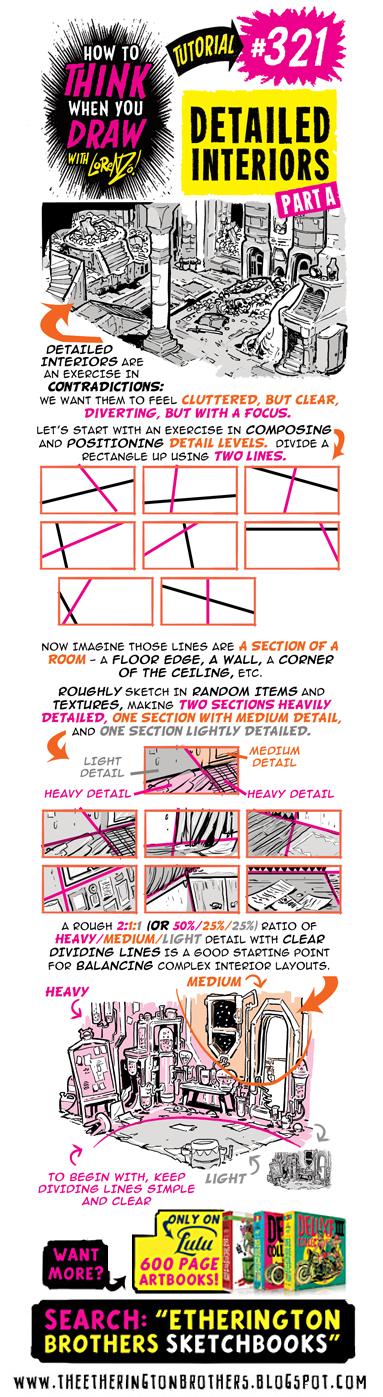 HOW TO
THINK
WHEN YOU
DRAW
WITH LORENZO!
TUTORIAL
#321
DETAILED
INTERIORS
PART A
DETAILED
INTERIORS ARE
AN EXERCISE IN
CONTRADICTIONS:
WE WANT THEM TO FEEL CLUTTERED, BUT CLEAR,
DIVERTING, BUT WITH A FOCUS.
LET'S START WITH AN EXERCISE IN COMPOSING
AND POSITIONING DETAIL LEVELS. DIVIDE A
RECTANGLE UP USING TWO LINES.
NOW IMAGINE THOSE LINES ARE A SECTION OF A
ROOM - A FLOOR EDGE, A WALL, A CORNER
OF THE CEILING, ETC.
ROUGHLY SKETCH IN RANDOM ITEMS AND
TEXTURES, MAKING TWO SECTIONS HEAVILY
DETAILED, ONE SECTION WITH MEDIUM DETAIL,
AND ONE SECTION LIGHTLY DETAILED.
LIGHT
DETAIL
MEDIUM
DETAIL
HEAVY DETAIL
HEAVY DETAIL
A ROUGH 2:1:1 (OR 50%/25%/25%) RATIO OF
HEAVY/MEDIUM/LIGHT DETAIL WITH CLEAR
DIVIDING LINES IS A GOOD STARTING POINT
FOR BALANCING COMPLEX INTERIOR LAYOUTS.
HEAVY
MEDIUM
LIGHT
TO BEGIN WITH, KEEP
DIVIDING LINES SIMPLE
AND CLEAR
WANT
MORE?
ONLY ON
Lulu
600 PAGE
ARTBOOKS!
DELUXE III
SEARCH: "ETHERINGTON
BROTHERS SKETCHBOOKS"
WWW.THEETHERINGTONBROTHERS.BLOGSPOT.COM